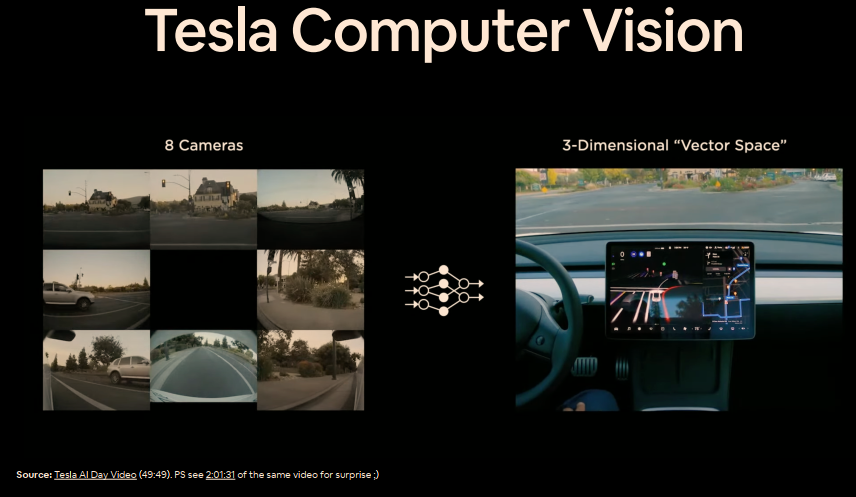 Tesla Computer Vision
8 Cameras
3-Dimensional “Vector Space”
Source: Tesla AI Day Video (49:49). PS see 2:01:31 of the same video for surprise ;)